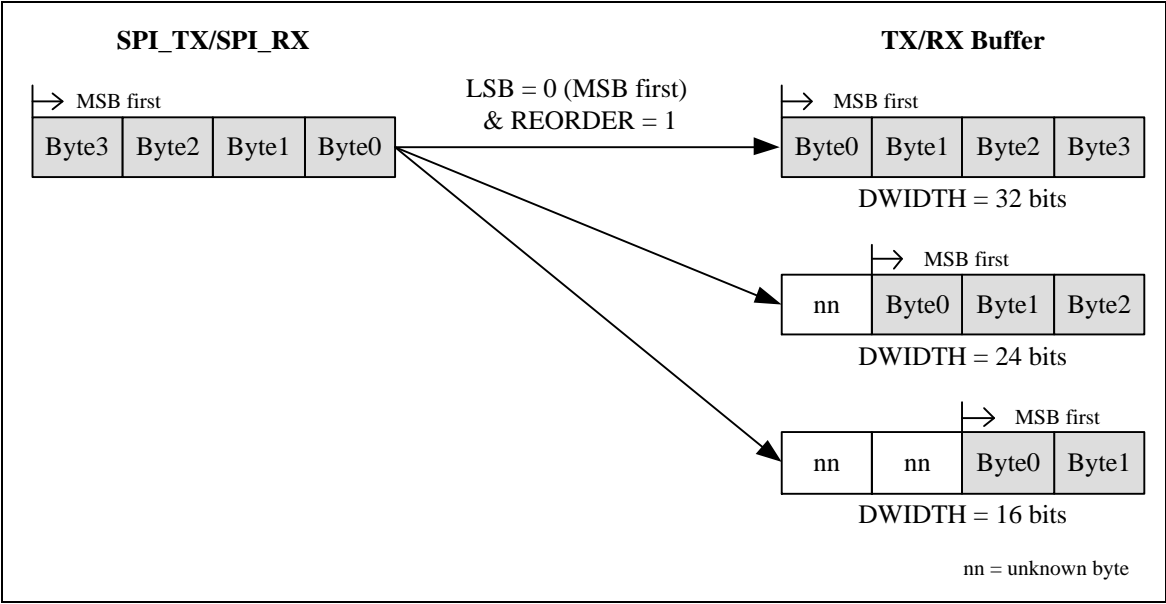 SPI_TX/SPI_RX
TX/RX Buffer
MSB first
LSB = 0 (MSB first)
& REORDER = 1
MSB first
Byte3 Byte2 Byte1 Byte0
Byte0 Byte1 Byte2 Byte3
DWIDTH = 32 bits
MSB first
nn Byte0 Byte1 Byte2
DWIDTH = 24 bits
MSB first
nn nn Byte0 Byte1
DWIDTH = 16 bits
nn = unknown byte